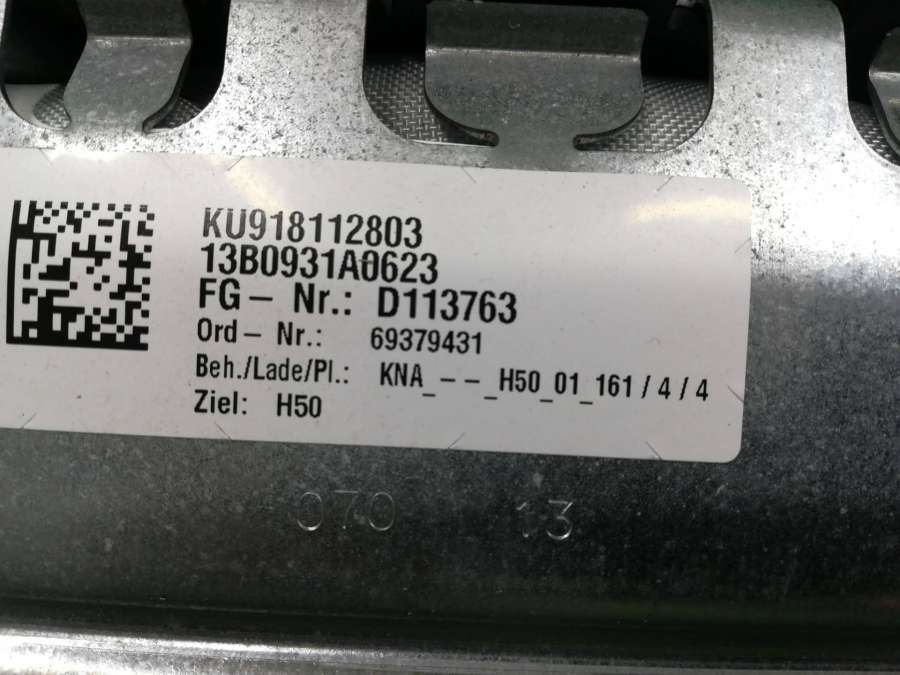 KU918112803
13B0931A0623
FG – Nr.: D113763
Ord – Nr.: 69379431
Beh./Lade/Pl.: KNA_ – – _H50_01_161 / 4 / 4
Ziel: H50
070 13